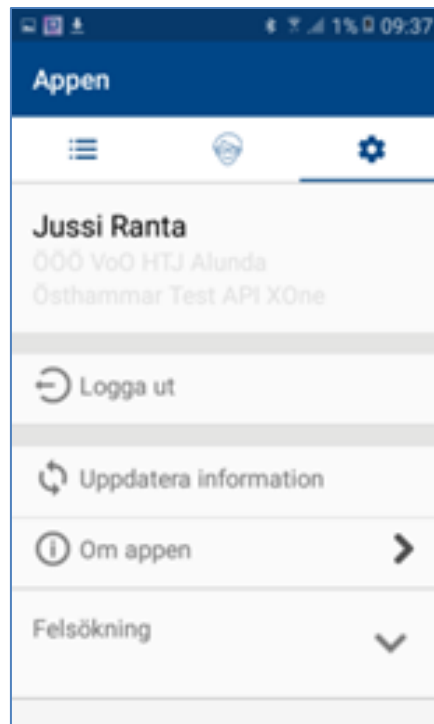 1% 09:37
Appen
Jussi Ranta
ÖÖÖ VoO HTJ Alunda
Östhammar Test API XOne
Logga ut
Uppdatera information
Om appen
Felsökning